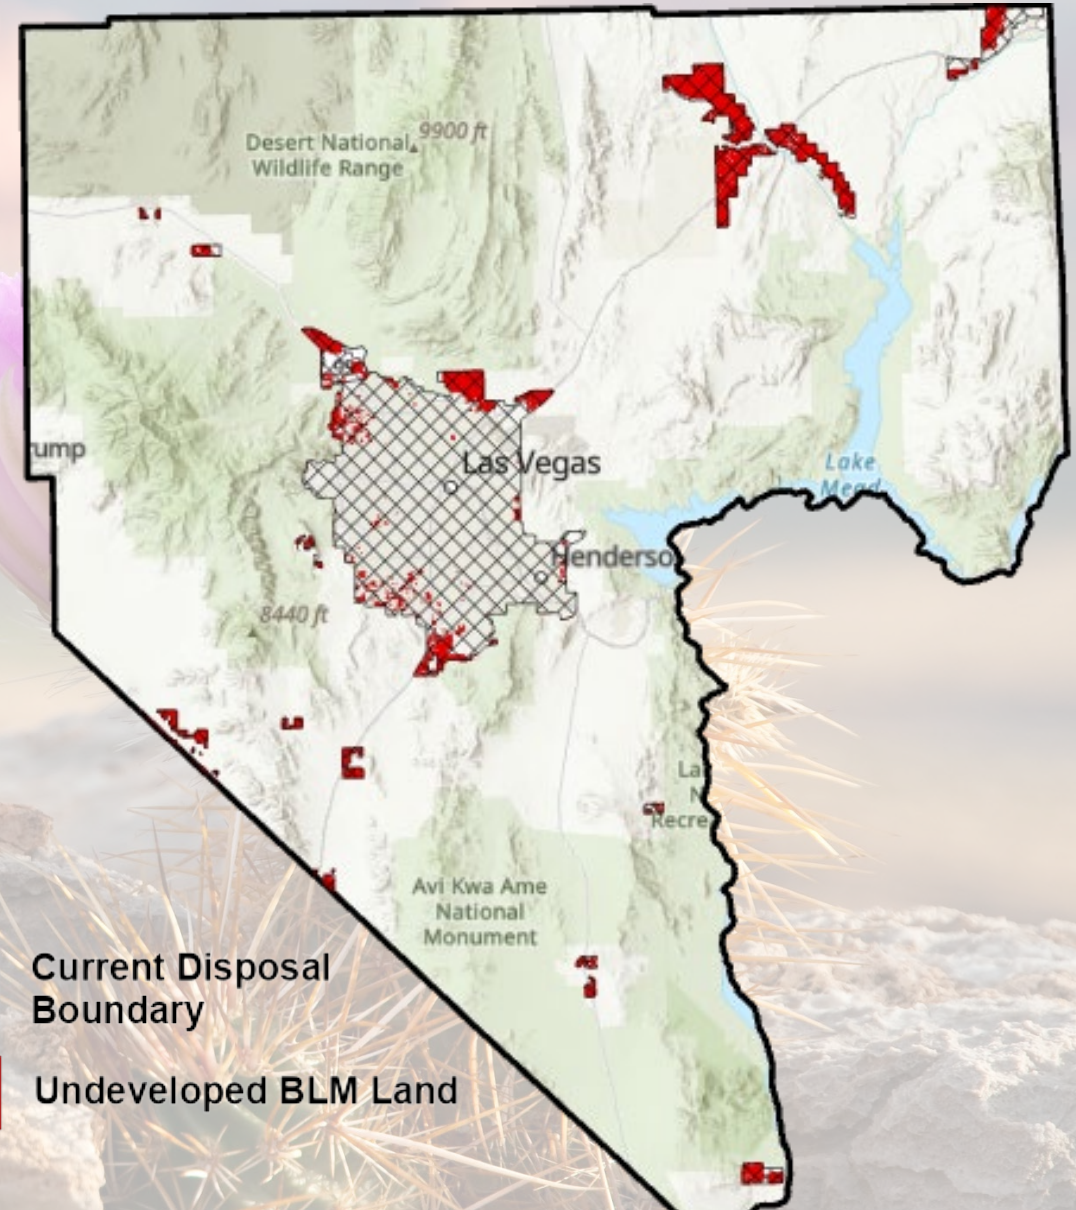 9900 ft
Desert National
Wildlife Range
rump
Las Vegas
Lake
Mead
Henderso
8440 ft
La
N
Recre
Avi Kwa Ame
National
Monument
Current Disposal
Boundary
Undeveloped BLM Land